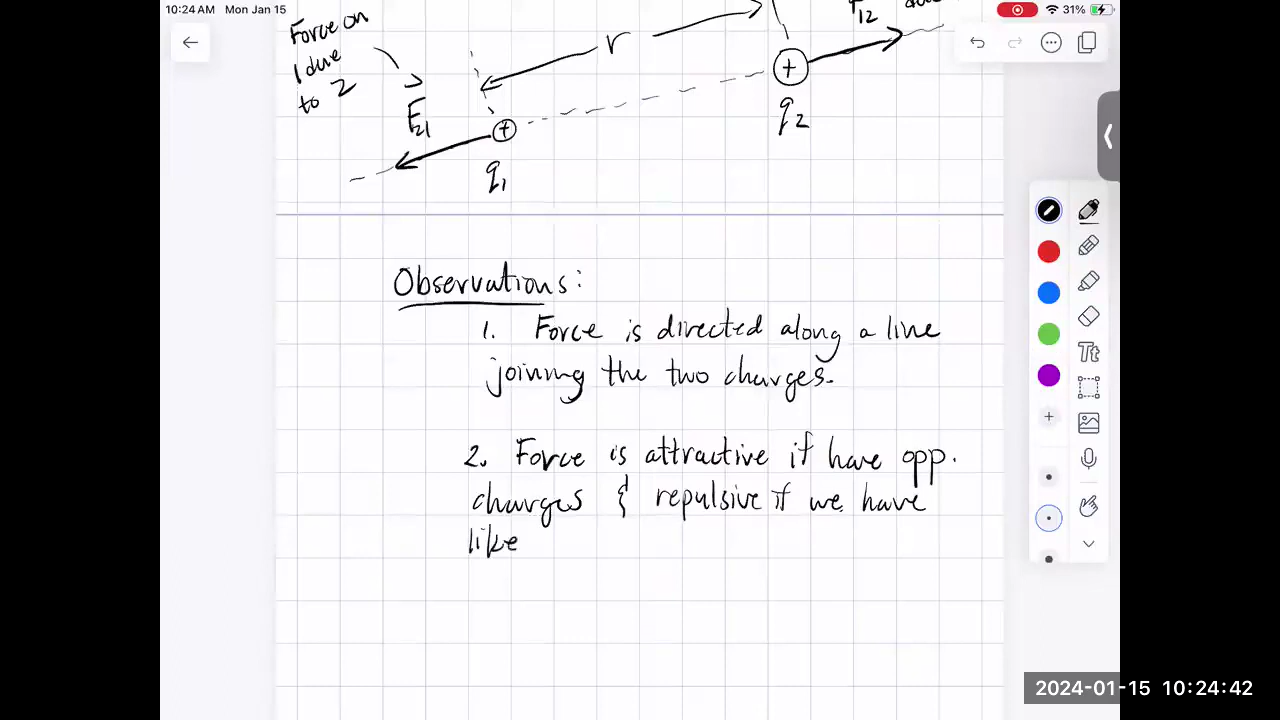 10:24 AM Mon Jan 15
31%
Force on
1 due
to 2
F21
r
F12
+
q1
+
q2
Observations:
1. Force is directed along a line
joining the two charges.
2. Force is attractive if have opp.
charges & repulsive if we have
like
Tt
2024-01-15 10:24:42